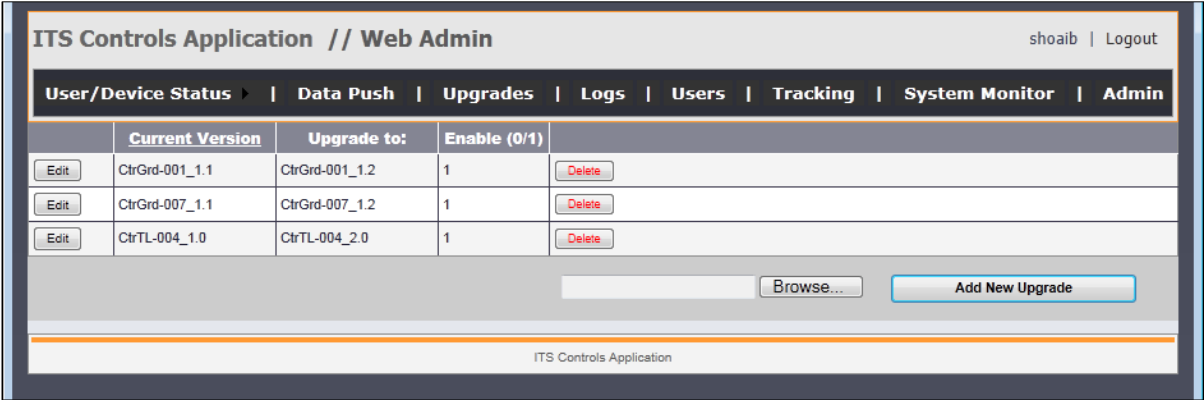 ITS Controls Application // Web Admin
shoaib | Logout
User/Device Status | Data Push | Upgrades | Logs | Users | Tracking | System Monitor | Admin
Current Version Upgrade to: Enable (0/1)
Edit CtrGrd-001_1.1 CtrGrd-001_1.2 1 Delete
Edit CtrGrd-007_1.1 CtrGrd-007_1.2 1 Delete
Edit CtrTL-004_1.0 CtrTL-004_2.0 1 Delete
Browse... Add New Upgrade
ITS Controls Application